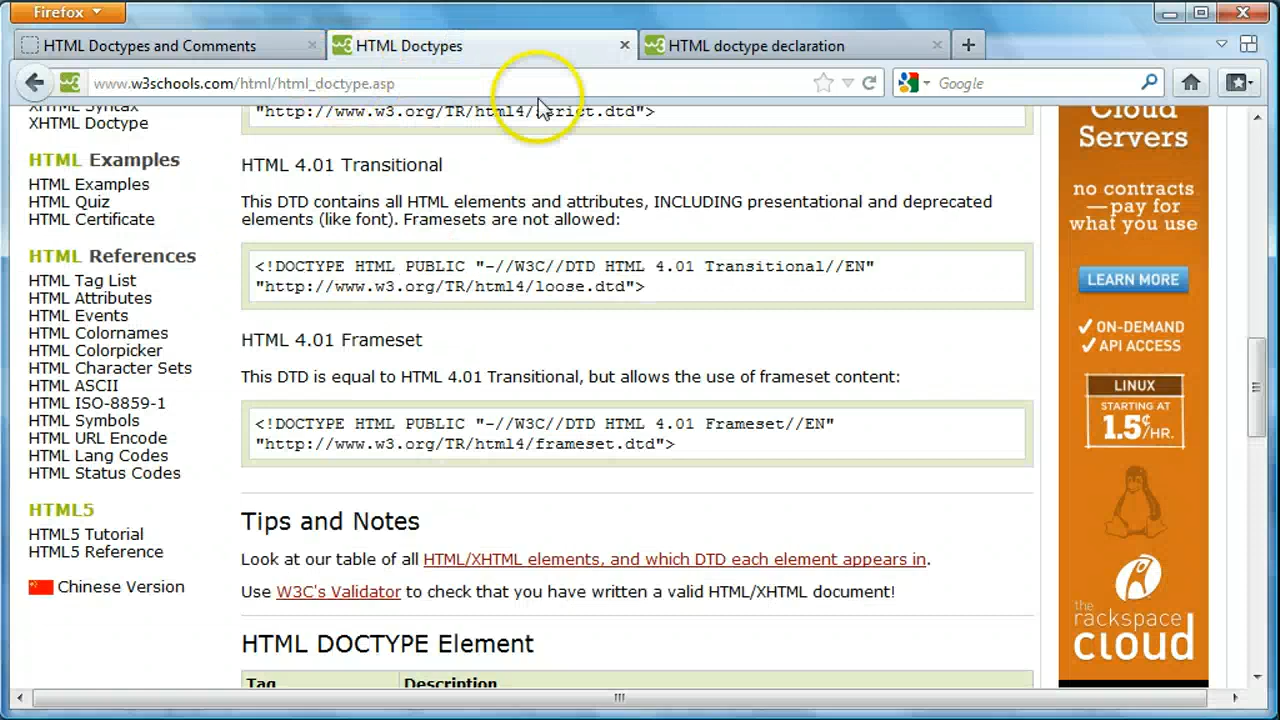 Firefox
HTML Doctypes and Comments
HTML Doctypes
HTML doctype declaration
www.w3schools.com/html/html_doctype.asp
Google
XHTML Syntax
XHTML Doctype
HTML Examples
HTML Examples
HTML Quiz
HTML Certificate
HTML References
HTML Tag List
HTML Attributes
HTML Events
HTML Colornames
HTML Colorpicker
HTML Character Sets
HTML ASCII
HTML ISO-8859-1
HTML Symbols
HTML URL Encode
HTML Lang Codes
HTML Status Codes
HTML5
HTML5 Tutorial
HTML5 Reference
Chinese Version
"http://www.w3.org/TR/html4/strict.dtd">
HTML 4.01 Transitional
This DTD contains all HTML elements and attributes, INCLUDING presentational and deprecated
elements (like font). Framesets are not allowed:
<!DOCTYPE HTML PUBLIC "-//W3C//DTD HTML 4.01 Transitional//EN"
"http://www.w3.org/TR/html4/loose.dtd">
HTML 4.01 Frameset
This DTD is equal to HTML 4.01 Transitional, but allows the use of frameset content:
<!DOCTYPE HTML PUBLIC "-//W3C//DTD HTML 4.01 Frameset//EN"
"http://www.w3.org/TR/html4/frameset.dtd">
Tips and Notes
Look at our table of all HTML/XHTML elements, and which DTD each element appears in.
Use W3C's Validator to check that you have written a valid HTML/XHTML document!
HTML DOCTYPE Element
Tag Description
Cloud
Servers
no contracts
—pay for
what you use
LEARN MORE
✓ ON-DEMAND
✓ API ACCESS
LINUX
STARTING AT
1.5¢/HR.
the
rackspace
cloud